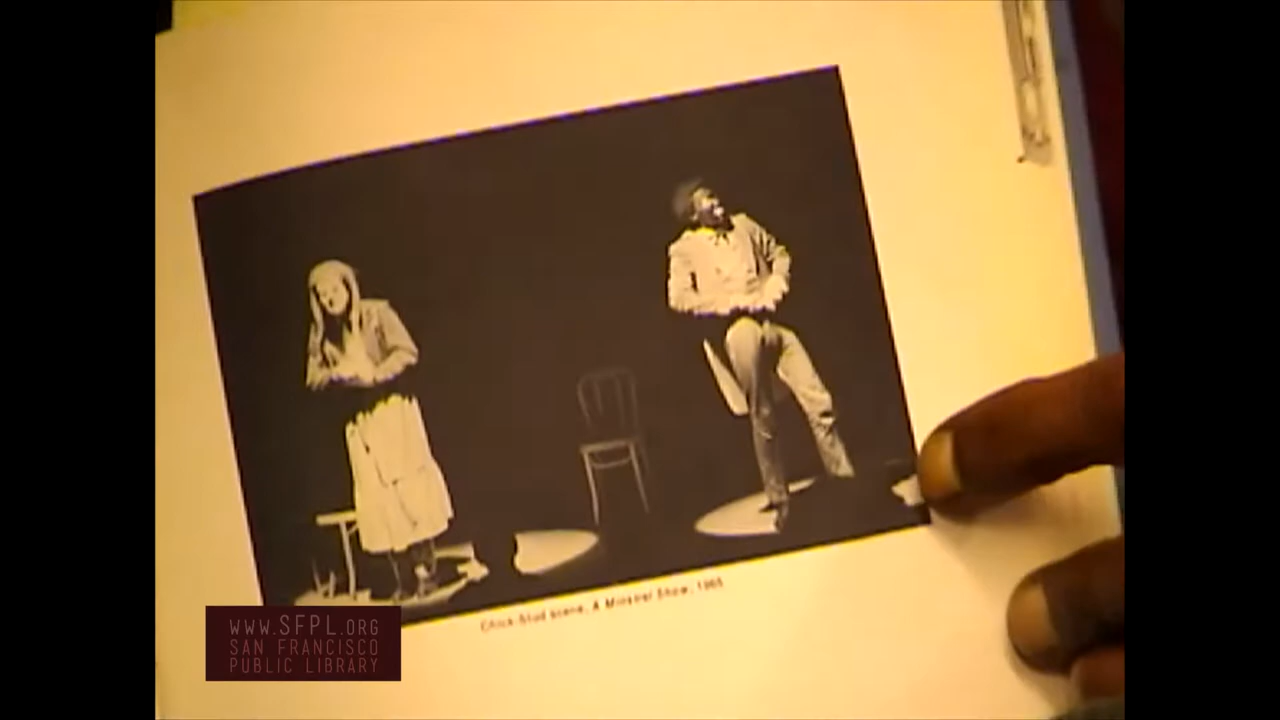 Chick-Stud scene, A Minstrel Show, 1965
WWW.SFPL.ORG
SAN FRANCISCO
PUBLIC LIBRARY